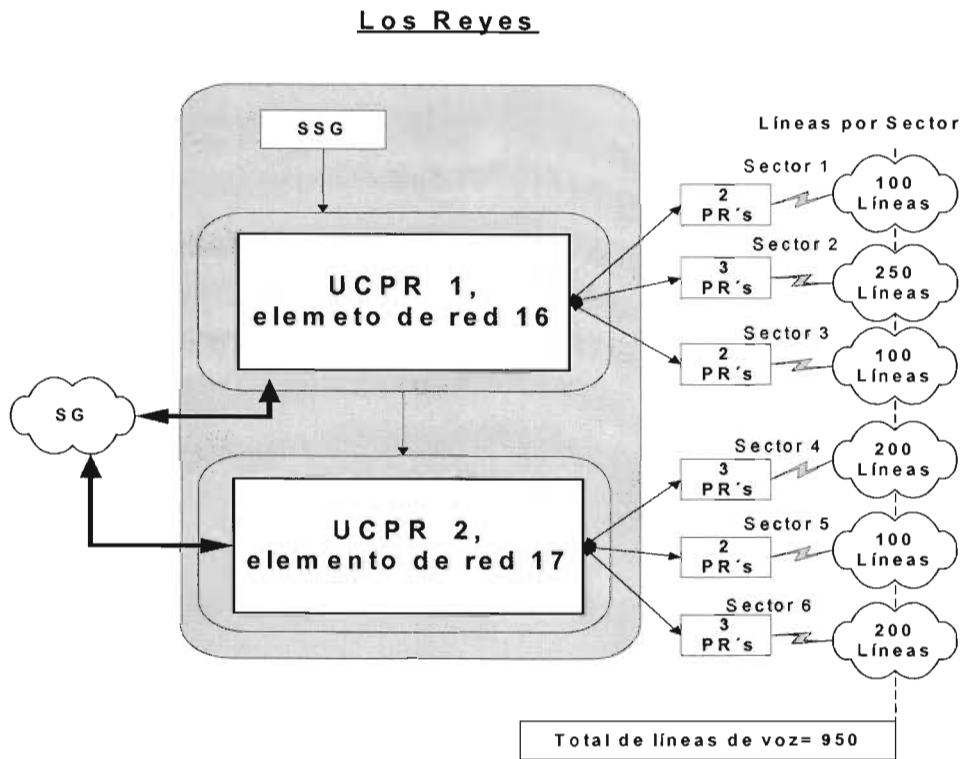 Los Reyes
SSG
Líneas por Sector
UCPR 1,
elemeto de red 16
Sector 1
2
PR´s
100
Líneas
Sector 2
3
PR´s
250
Líneas
Sector 3
2
PR´s
100
Líneas
SG
UCPR 2,
elemento de red 17
Sector 4
3
PR´s
200
Líneas
Sector 5
2
PR´s
100
Líneas
Sector 6
3
PR´s
200
Líneas
Total de líneas de voz= 950